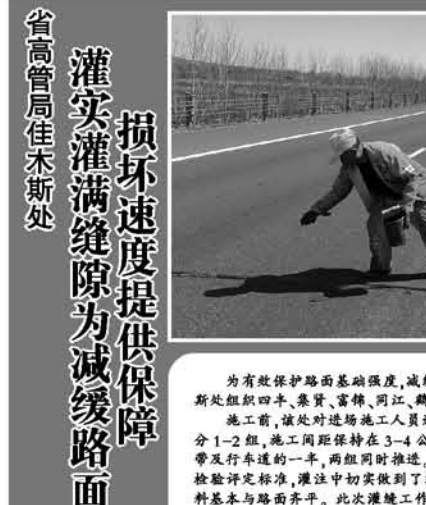 省高管局佳木斯处
灌实灌满缝隙为减缓路面
损坏速度提供保障
为有效保护路面基础强度,减
斯处组织四丰、集贤、富锦、同江、鹤
施工前,该处对进场施工人员
分1-2组,施工间距保持在3-4公
带及行车道的一半,两组同时推进。
检验评定标准,灌注中切实做到了
料基本与路面齐平。此次灌缝工作